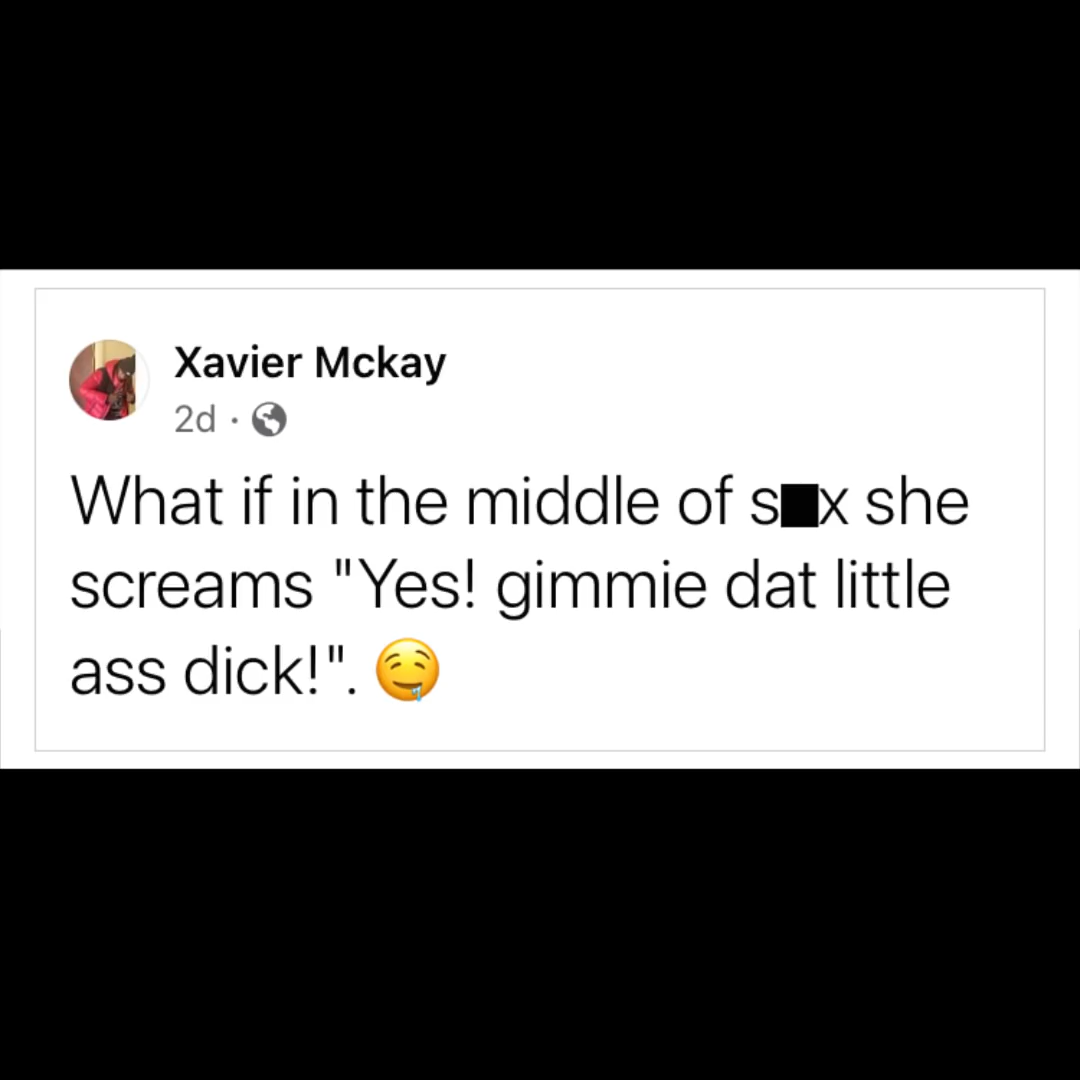 Xavier Mckay
2d ·
What if in the middle of s■x she
screams "Yes! gimmie dat little
ass dick!". 🤤